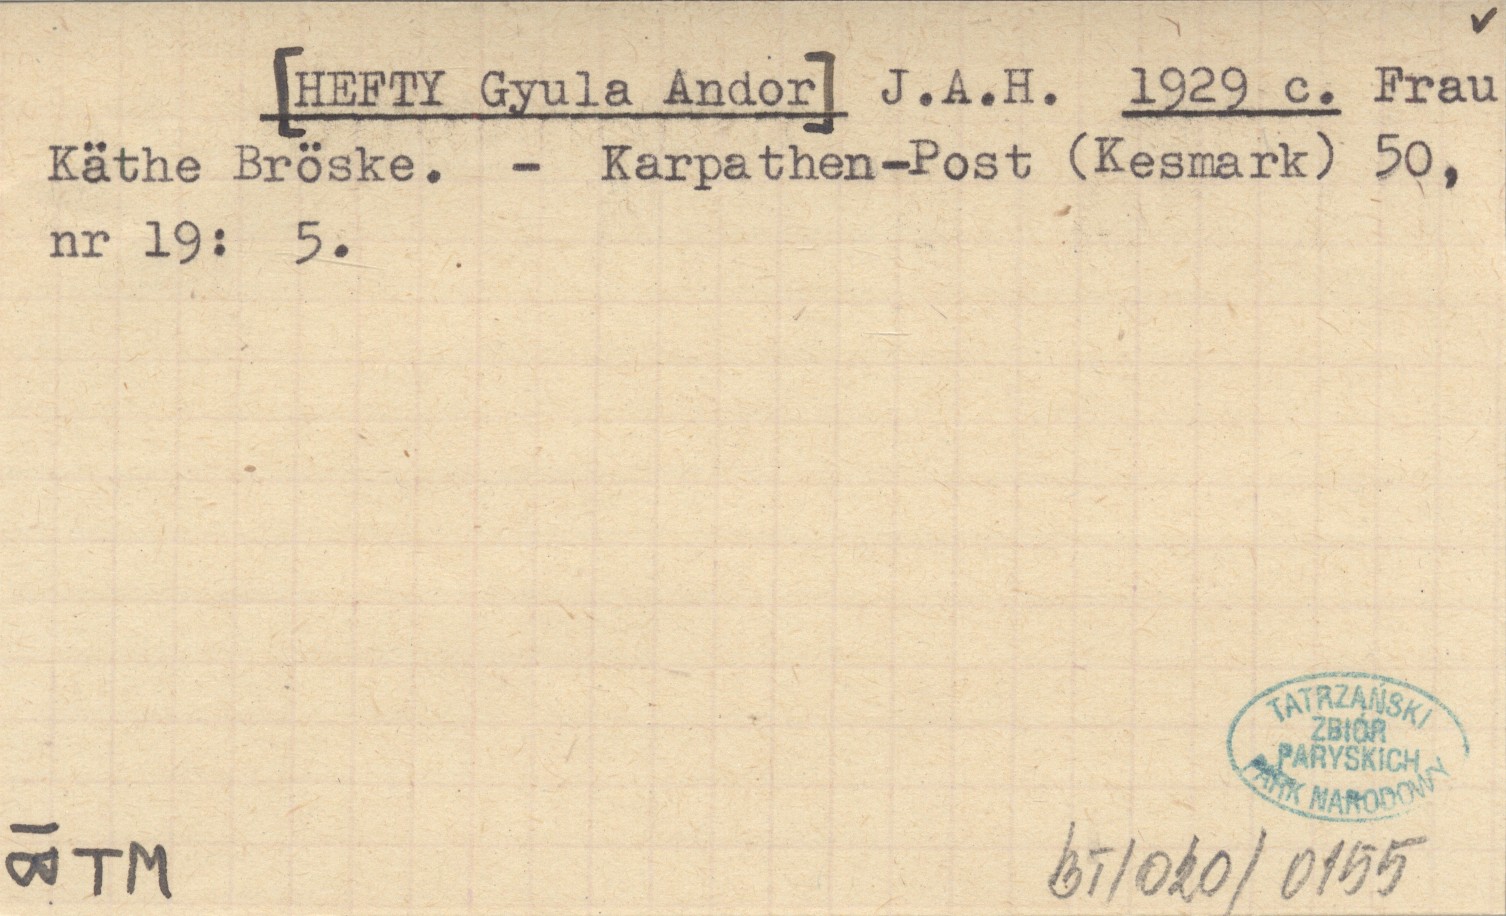 [HEFTY Gyula Andor] J.A.H. 1929 c. Frau
Käthe Bröske. - Karpathen-Post (Kesmark) 50,
nr 19: 5.
TATRZAŃSKI
ZBIÓR
PARYSKICH
PARK NARODOWY
TM
BT/020/0155